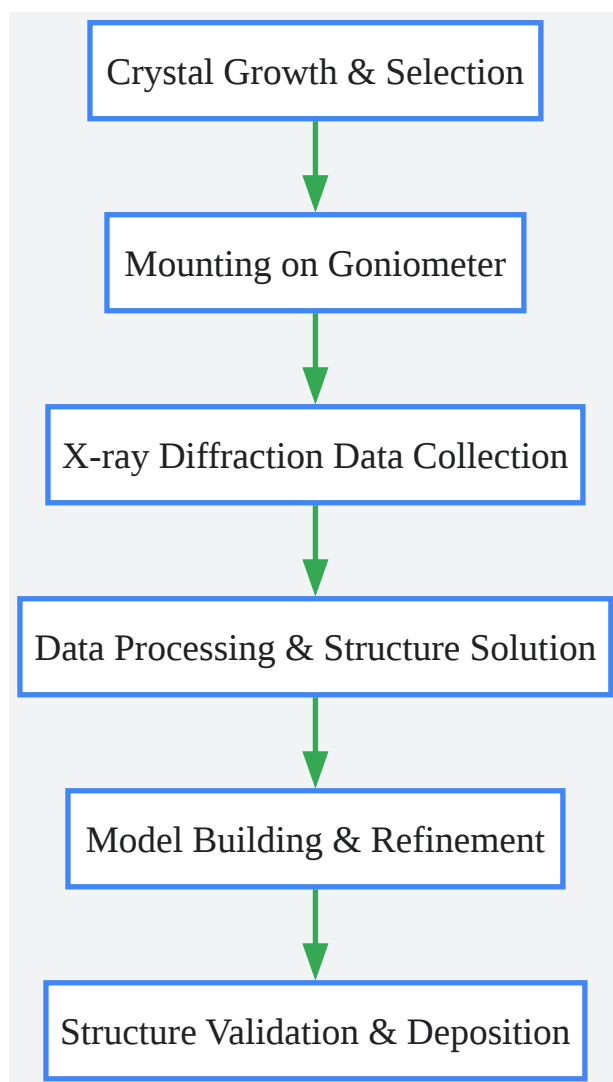 Crystal Growth & Selection
Mounting on Goniometer
X-ray Diffraction Data Collection
Data Processing & Structure Solution
Model Building & Refinement
Structure Validation & Deposition